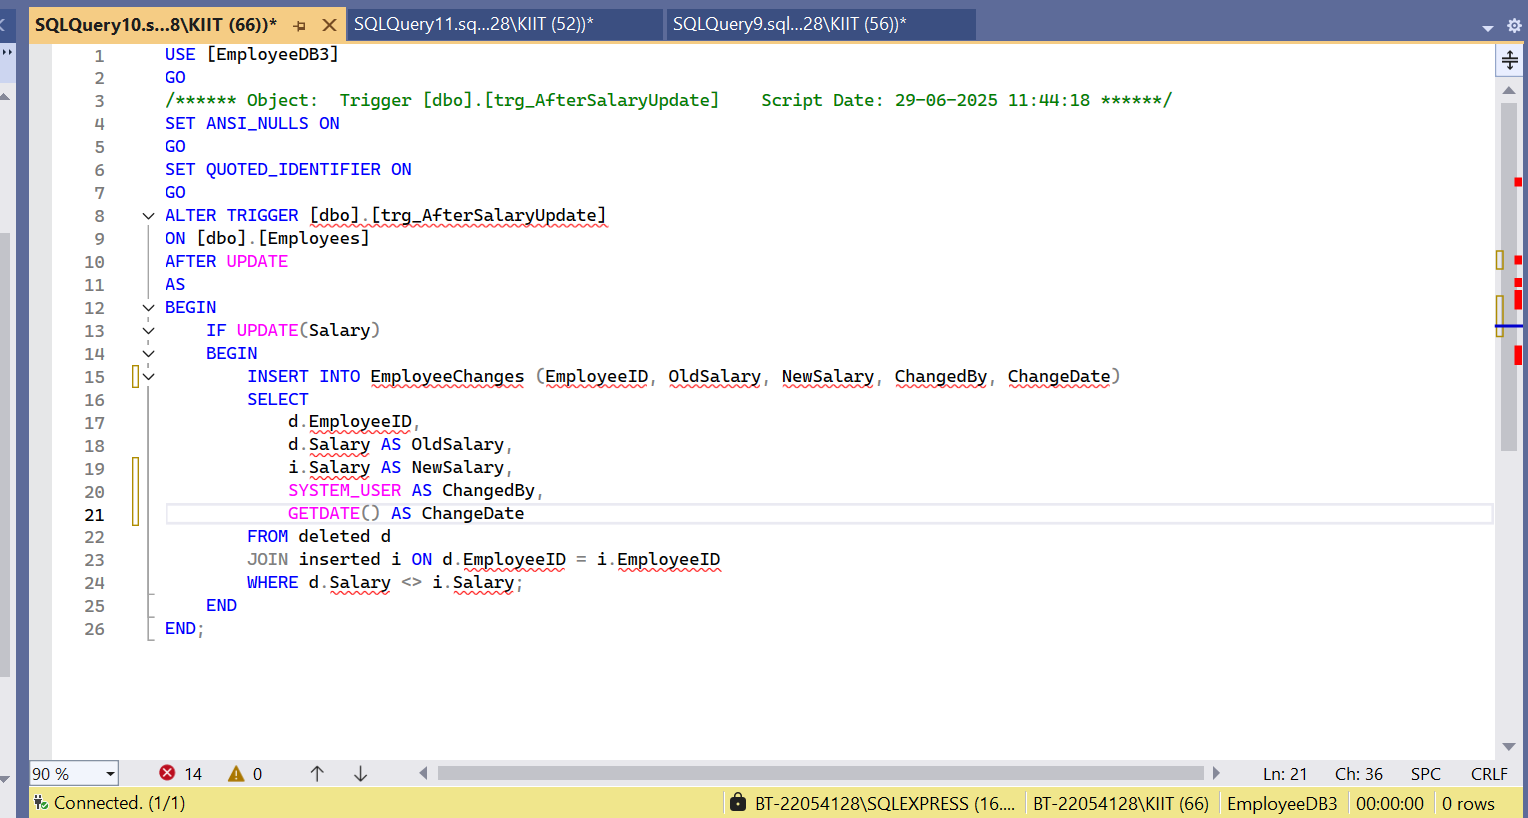 SQLQuery10.s...8\KIIT (66))* SQLQuery11.sq...28\KIIT (52))* SQLQuery9.sql...28\KIIT (56))*
1 USE [EmployeeDB3]
2 GO
3 /****** Object:  Trigger [dbo].[trg_AfterSalaryUpdate]    Script Date: 29-06-2025 11:44:18 ******/
4 SET ANSI_NULLS ON
5 GO
6 SET QUOTED_IDENTIFIER ON
7 GO
8 ALTER TRIGGER [dbo].[trg_AfterSalaryUpdate]
9 ON [dbo].[Employees]
10 AFTER UPDATE
11 AS
12 BEGIN
13     IF UPDATE(Salary)
14     BEGIN
15         INSERT INTO EmployeeChanges (EmployeeID, OldSalary, NewSalary, ChangedBy, ChangeDate)
16         SELECT
17             d.EmployeeID,
18             d.Salary AS OldSalary,
19             i.Salary AS NewSalary,
20             SYSTEM_USER AS ChangedBy,
21             GETDATE() AS ChangeDate
22         FROM deleted d
23         JOIN inserted i ON d.EmployeeID = i.EmployeeID
24         WHERE d.Salary <> i.Salary;
25     END
26 END;
90 % 14 0 Ln: 21 Ch: 36 SPC CRLF
Connected. (1/1) BT-22054128\SQLEXPRESS (16.... BT-22054128\KIIT (66) EmployeeDB3 00:00:00 0 rows